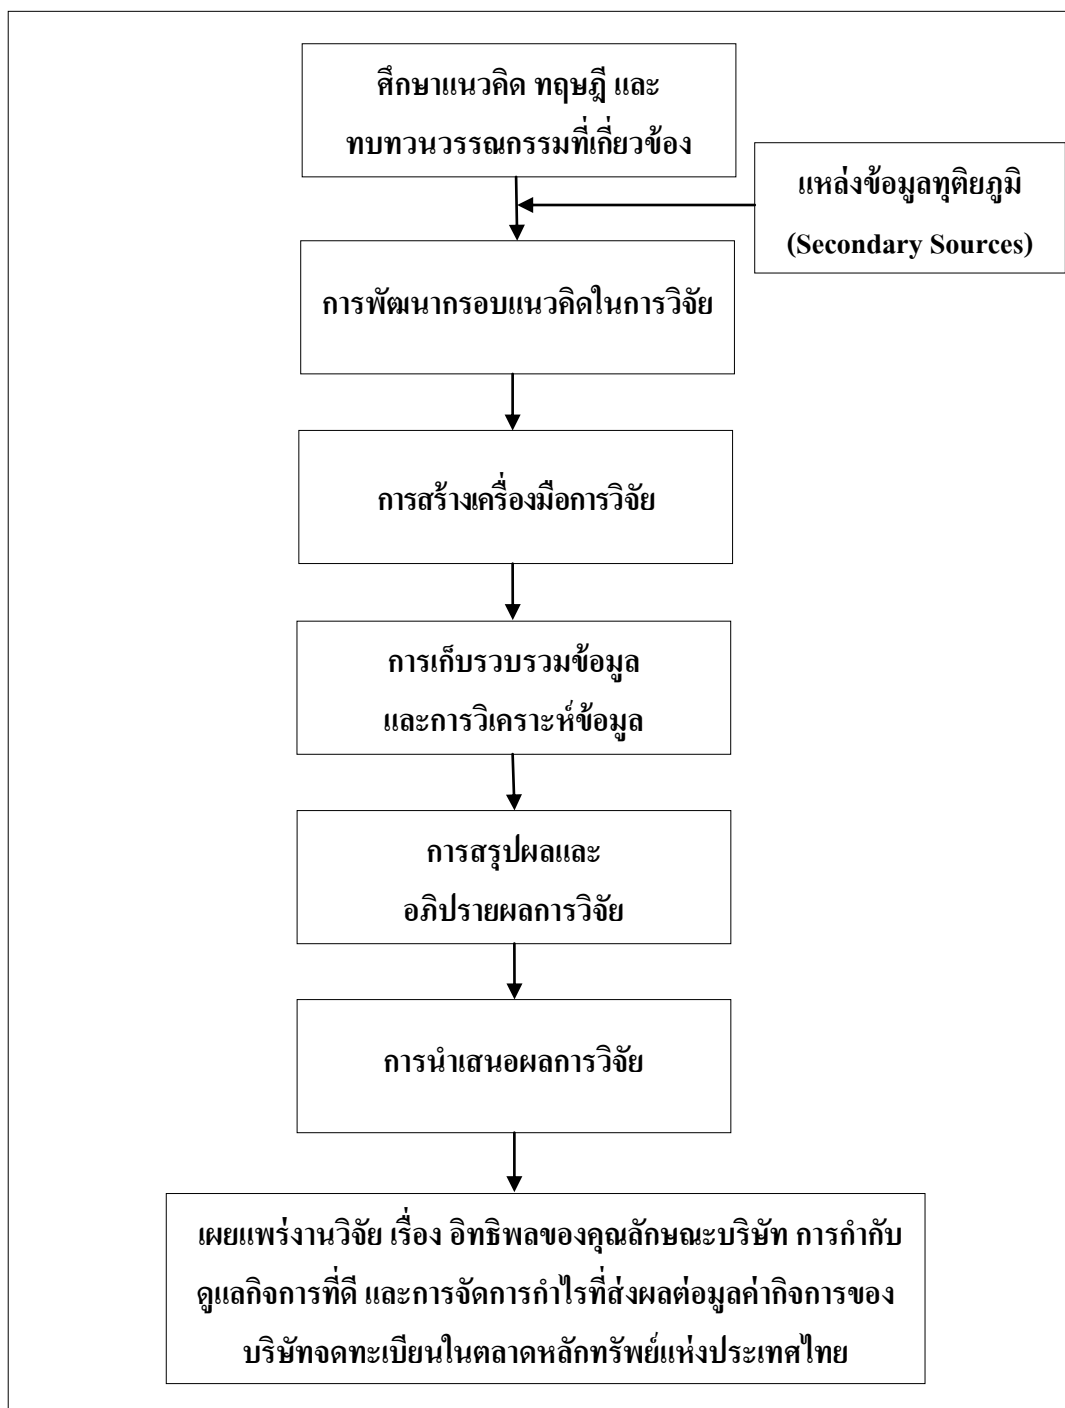 ศึกษาแนวคิด ทฤษฎี และ
ทบทวนวรรณกรรมที่เกี่ยวข้อง
แหล่งข้อมูลทุติยภูมิ
(Secondary Sources)
การพัฒนากรอบแนวคิดในการวิจัย
การสร้างเครื่องมือการวิจัย
การเก็บรวบรวมข้อมูล
และการวิเคราะห์ข้อมูล
การสรุปผลและ
อภิปรายผลการวิจัย
การนำเสนอผลการวิจัย
เผยแพร่งานวิจัย เรื่อง อิทธิพลของคุณลักษณะบริษัท การกำกับ
ดูแลกิจการที่ดี และการจัดการกำไรที่ส่งผลต่อมูลค่ากิจการของ
บริษัทจดทะเบียนในตลาดหลักทรัพย์แห่งประเทศไทย